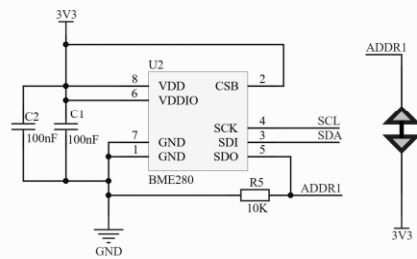 3V3
U2
8 VDD CSB 2
6 VDDIO
C2
100nF
C1
100nF
SCK 4 SCL
7 GND SDI 3 SDA
1 GND SDO 5
BME280
R5
10K
ADDR1
GND
ADDR1
3V3